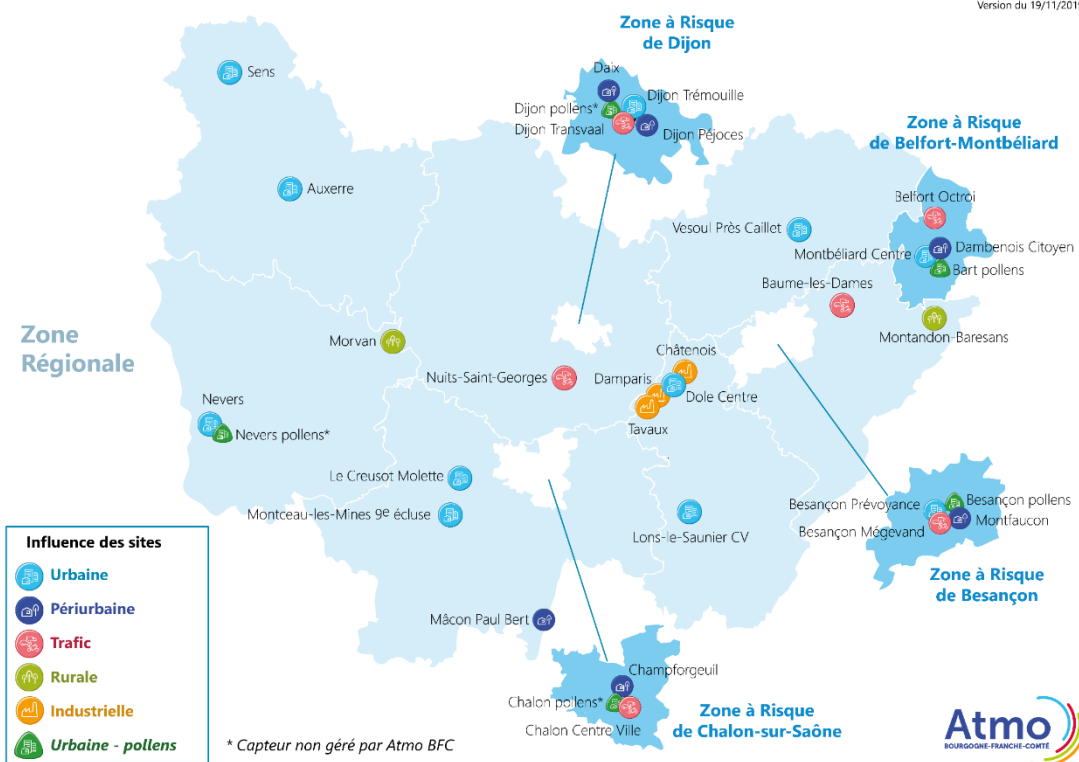 Version du 19/11/2019
Zone à Risque
de Dijon
Sens
Daix
Dijon pollens*
Dijon Trémouille
Dijon Transvaal
Dijon Péjoces
Zone à Risque
de Belfort-Montbéliard
Auxerre
Belfort Octroi
Vesoul Près Caillet
Montbéliard Centre
Dambenois Citoyen
Bart pollens
Baume-les-Dames
Zone
Régionale
Morvan
Montandon-Baresans
Châtenois
Nuits-Saint-Georges
Damparis
Dole Centre
Tavaux
Nevers
Nevers pollens*
Le Creusot Molette
Montceau-les-Mines 9e écluse
Lons-le-Saunier CV
Besançon Prévoyance
Besançon pollens
Besançon Mégevand
Montfaucon
Zone à Risque
de Besançon
Influence des sites
Urbaine
Périurbaine
Trafic
Rurale
Industrielle
Urbaine - pollens
Mâcon Paul Bert
Champforgeuil
Chalon pollens*
Chalon Centre Ville
Zone à Risque
de Chalon-sur-Saône
* Capteur non géré par Atmo BFC
Atmo
BOURGOGNE-FRANCHE-COMTÉ